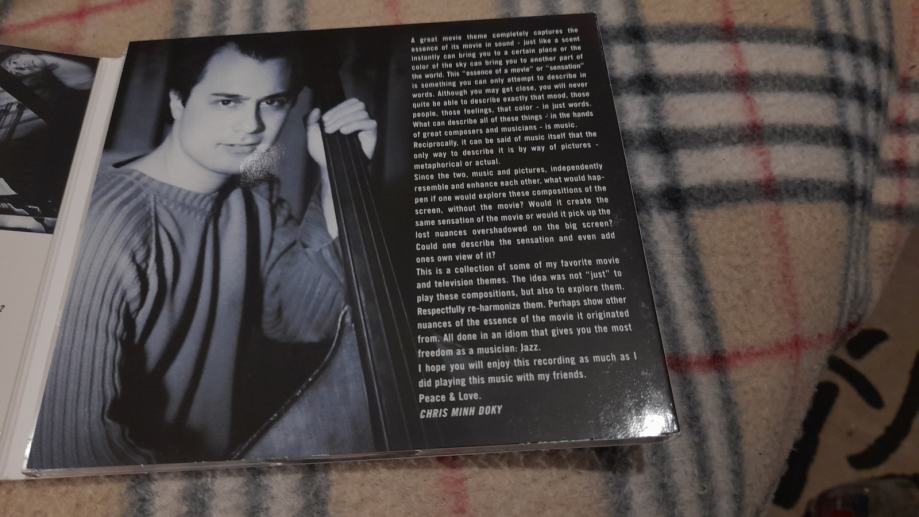 A great movie theme completely captures the
essence of its movie in sound - just like a scent
instantly can bring you to a certain place or the
color of the sky can bring you to another part of
the world. This "essence of a movie" or "sensation"
is something you can only attempt to describe in
words. Although you may get close, you will never
quite be able to describe exactly that mood, those
people, those feelings, that color - in just words.
What can describe all of these things - in the hands
of great composers and musicians - is music.
Reciprocally, it can be said of music itself that the
only way to describe it is by way of pictures -
metaphorical or actual.
Since the two, music and pictures, independently
resemble and enhance each other, what would hap-
pen if one would explore these compositions of the
screen, without the movie? Would it create the
same sensation of the movie or would it pick up the
lost nuances overshadowed on the big screen?
Could one describe the sensation and even add
ones own view of it?
This is a collection of some of my favorite movie
and television themes. The idea was not "just" to
play these compositions, but also to explore them.
Respectfully re-harmonize them. Perhaps show other
nuances of the essence of the movie it originated
from. All done in an idiom that gives you the most
freedom as a musician: Jazz.
I hope you will enjoy this recording as much as I
did playing this music with my friends.
Peace & Love.
CHRIS MINH DOKY